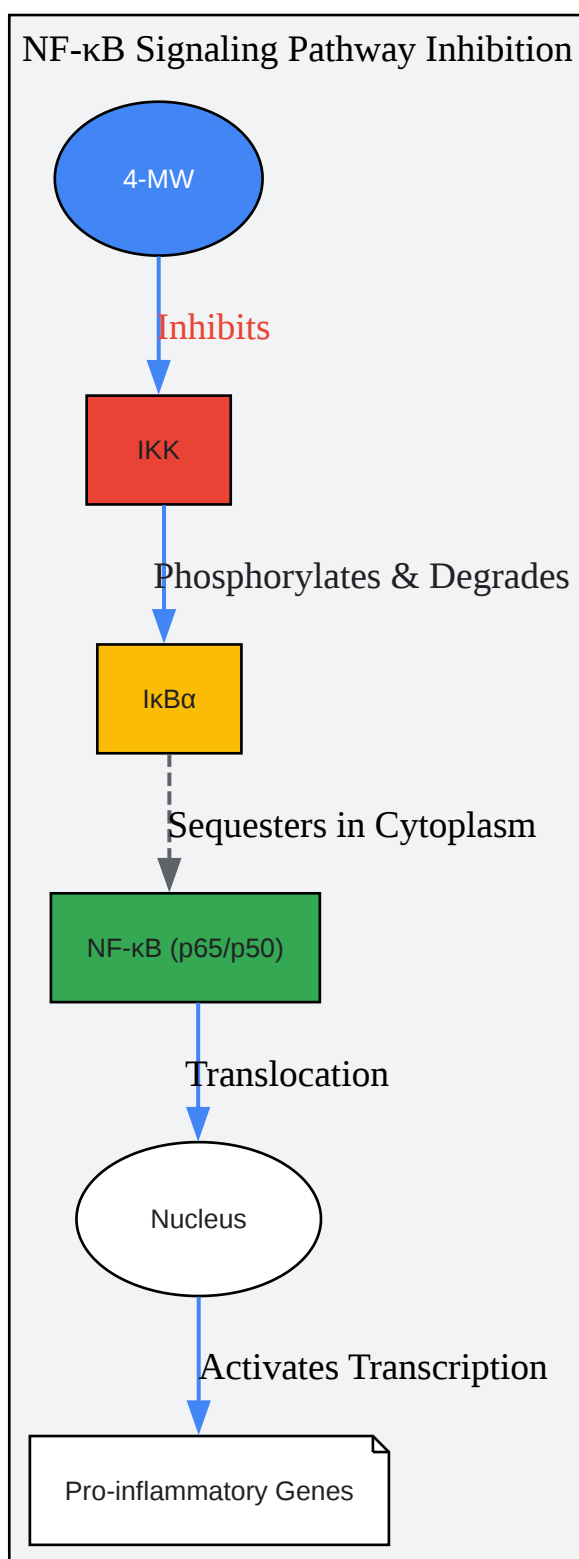 NF-κB Signaling Pathway Inhibition
4-MW
Inhibits
IKK
Phosphorylates & Degrades
IκBα
Sequesters in Cytoplasm
NF-κB (p65/p50)
Translocation
Nucleus
Activates Transcription
Pro-inflammatory Genes